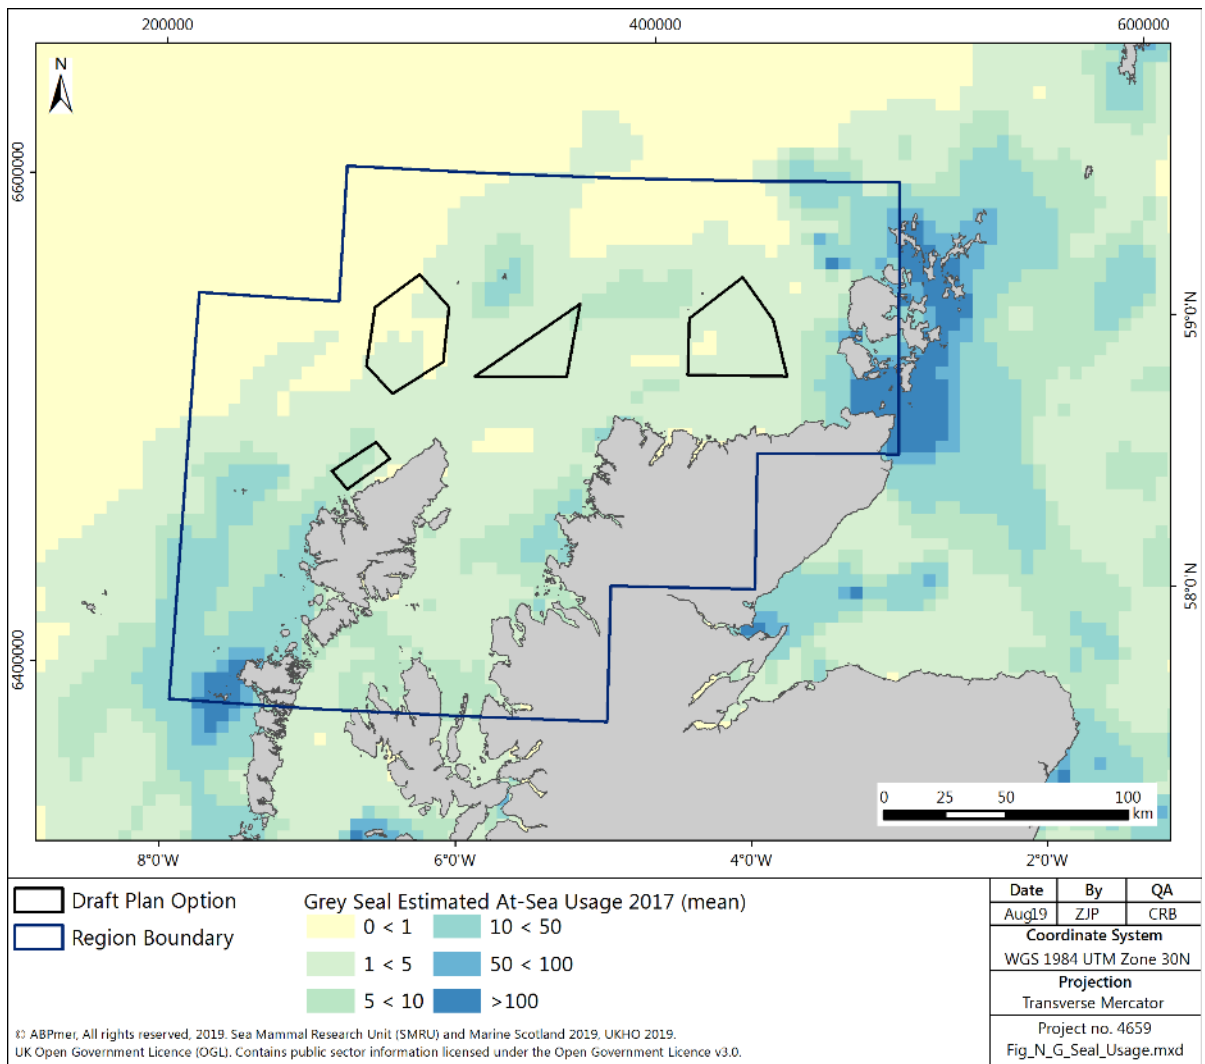 200000 400000 600000
N
6600000
59°0'N
58°0'N
6400000
0 25 50 100
km
8°0'W 6°0'W 4°0'W 2°0'W
Draft Plan Option
Region Boundary
Grey Seal Estimated At-Sea Usage 2017 (mean)
0 < 1 10 < 50
1 < 5 50 < 100
5 < 10 >100
Date By QA
Aug19 ZJP CRB
Coordinate System
WGS 1984 UTM Zone 30N
Projection
Transverse Mercator
Project no. 4659
Fig_N_G_Seal_Usage.mxd
© ABPmer, All rights reserved, 2019. Sea Mammal Research Unit (SMRU) and Marine Scotland 2019, UKHO 2019.
UK Open Government Licence (OGL). Contains public sector information licensed under the Open Government Licence v3.0.